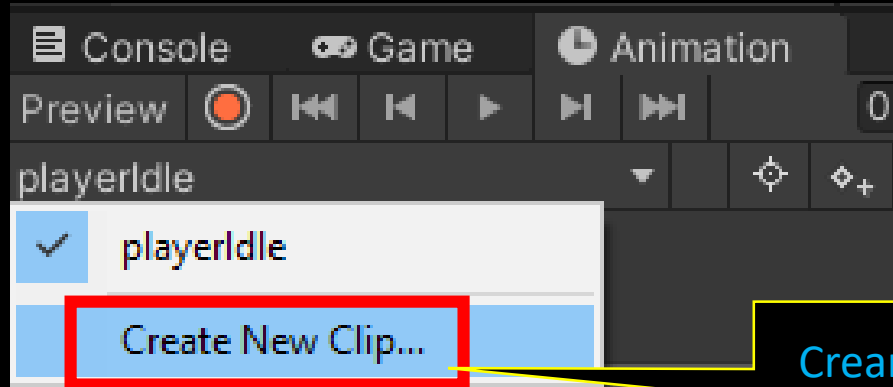 Console Game Animation
Preview 0
playerIdle
playerIdle
Create New Clip...